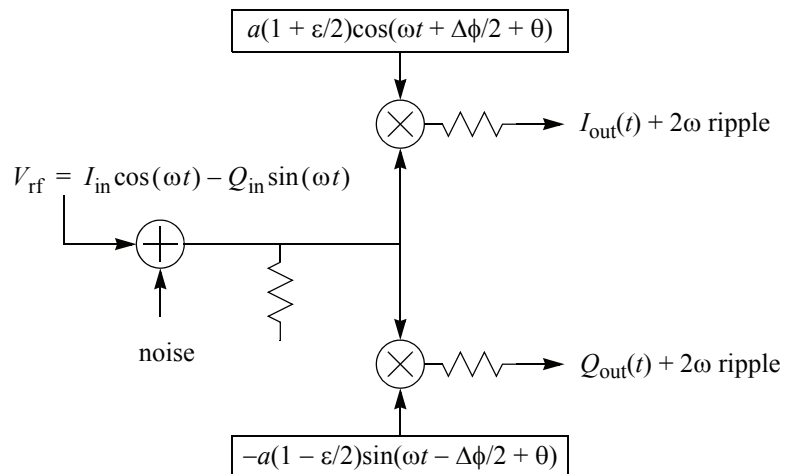 a(1 + ε/2)cos(ωt + Δϕ/2 + θ)
I_out(t) + 2ω ripple
V_rf = I_in cos(ωt) – Q_in sin(ωt)
noise
Q_out(t) + 2ω ripple
–a(1 – ε/2)sin(ωt – Δϕ/2 + θ)